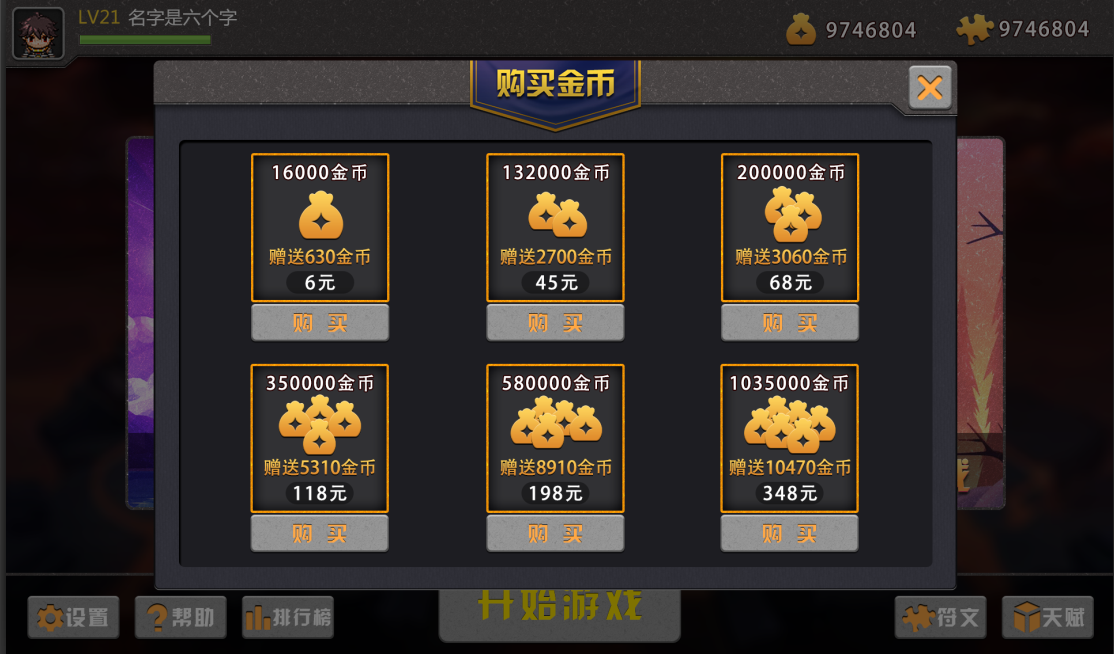 LV21 名字是六个字
9746804
9746804
购买金币
16000金币
赠送630金币
6元
购买
132000金币
赠送2700金币
45元
购买
200000金币
赠送3060金币
68元
购买
350000金币
赠送5310金币
118元
购买
580000金币
赠送8910金币
198元
购买
1035000金币
赠送10470金币
348元
购买
设置
帮助
排行榜
开始游戏
符文
天赋